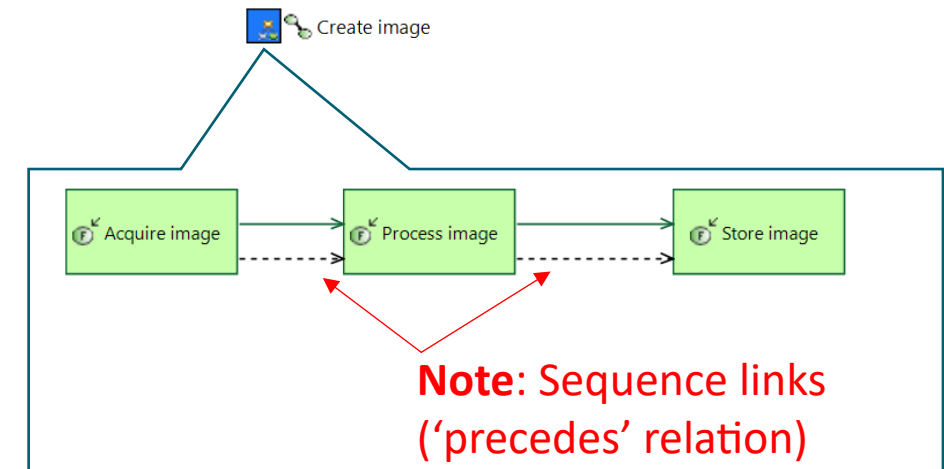 Create image
F Acquire image
F Process image
F Store image
Note: Sequence links
(‘precedes’ relation)